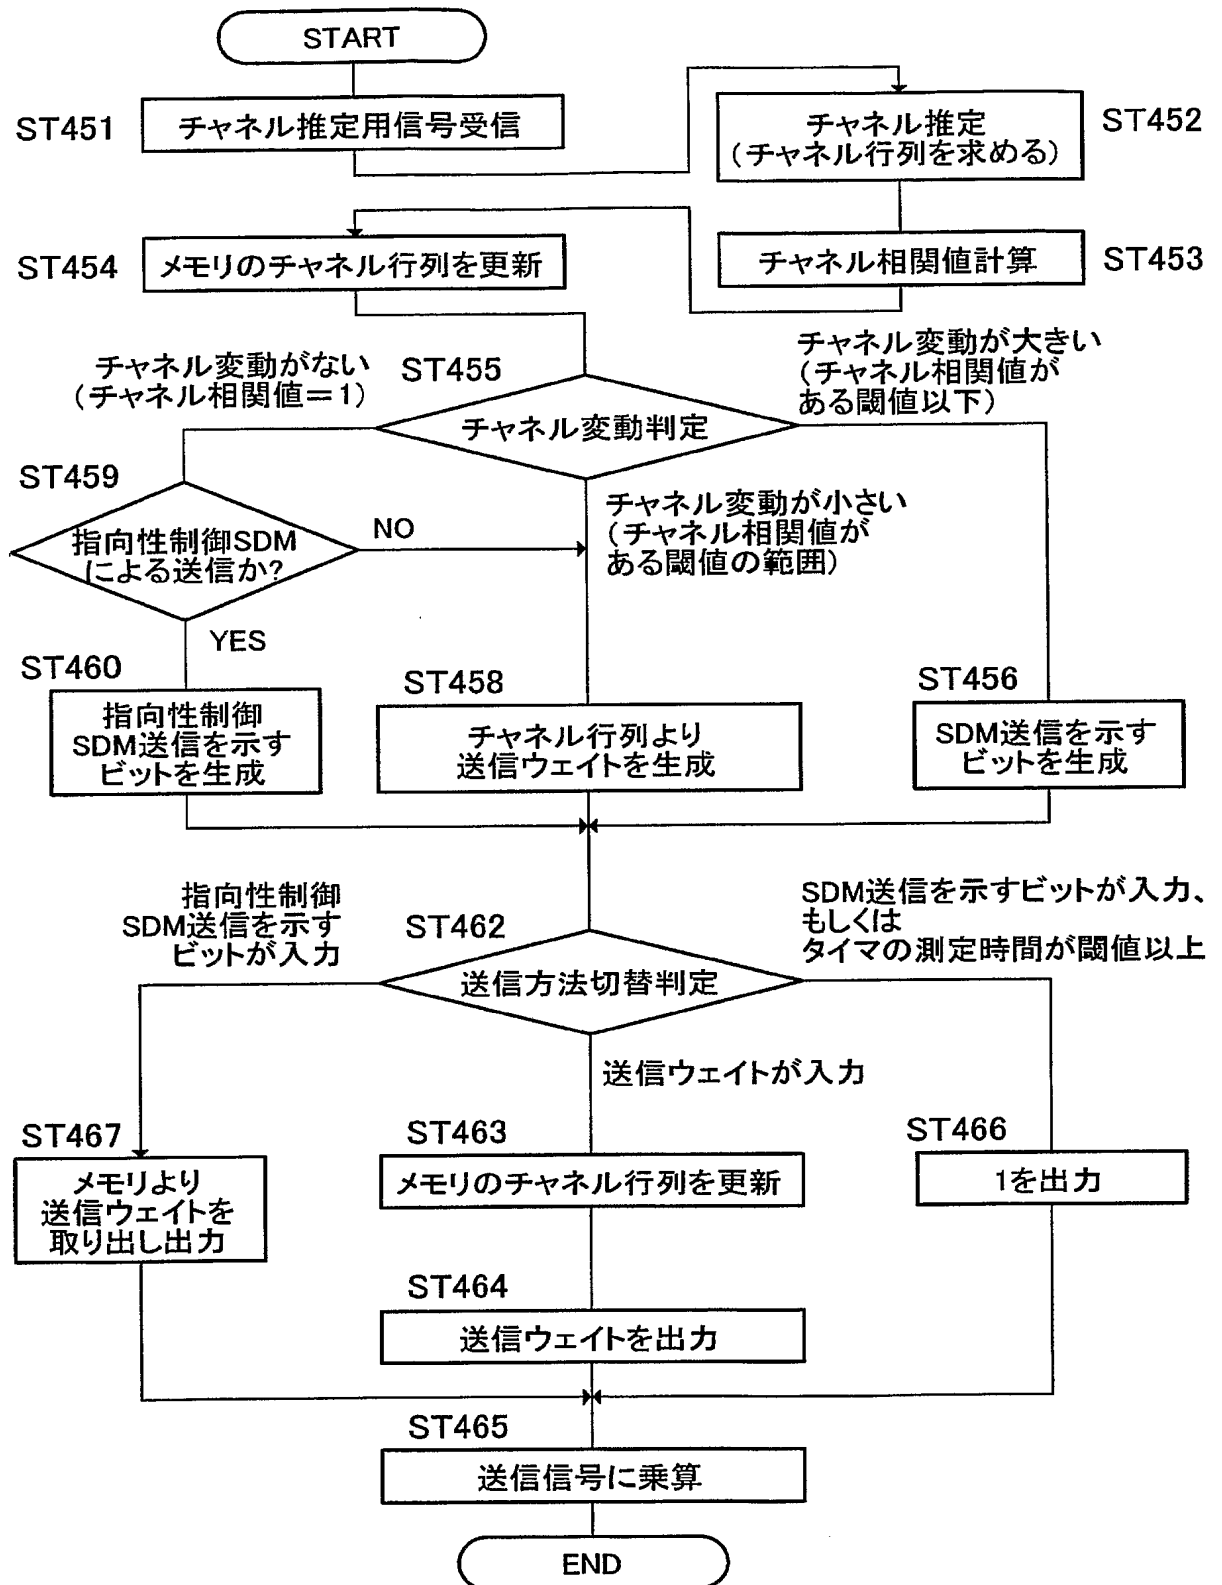 START
ST451
チャネル推定用信号受信
チャネル推定
(チャネル行列を求める)
ST452
ST454
メモリのチャネル行列を更新
チャネル相関値計算
ST453
チャネル変動がない
(チャネル相関値＝1)
ST455
チャネル変動が大きい
(チャネル相関値が
ある閾値以下)
チャネル変動判定
ST459
指向性制御SDM
による送信か?
NO
チャネル変動が小さい
(チャネル相関値が
ある閾値の範囲)
YES
ST460
指向性制御
SDM送信を示す
ビットを生成
ST458
チャネル行列より
送信ウェイトを生成
ST456
SDM送信を示す
ビットを生成
指向性制御
SDM送信を示す
ビットが入力
ST462
SDM送信を示すビットが入力、
もしくは
タイマの測定時間が閾値以上
送信方法切替判定
送信ウェイトが入力
ST467
メモリより
送信ウェイトを
取り出し出力
ST463
メモリのチャネル行列を更新
ST466
1を出力
ST464
送信ウェイトを出力
ST465
送信信号に乗算
END